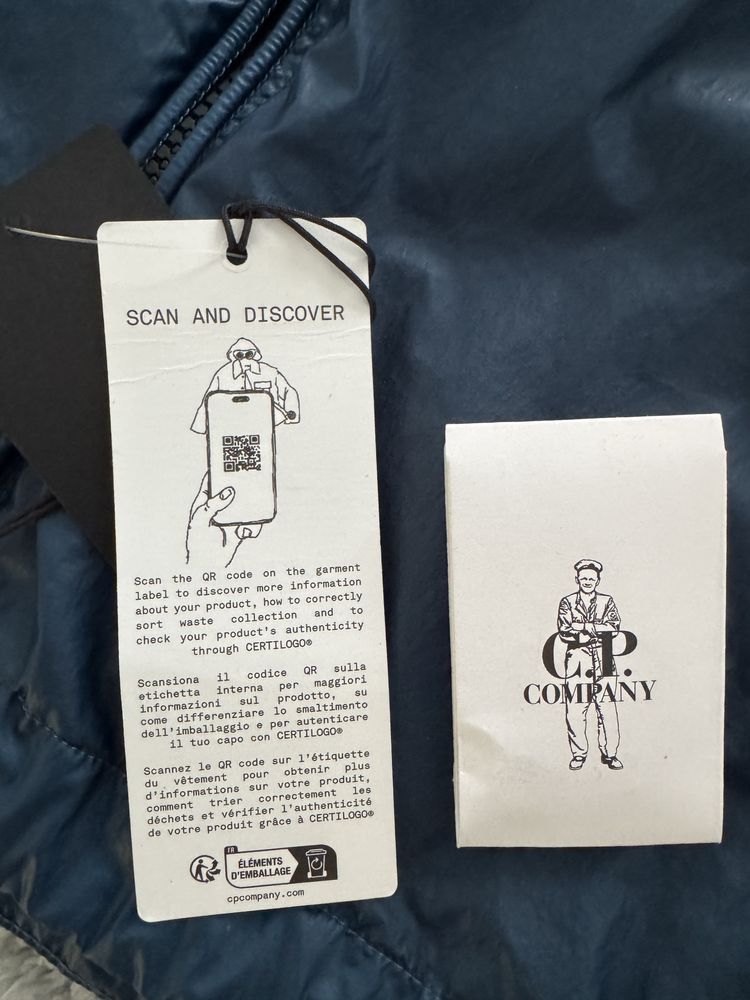 SCAN AND DISCOVER
Scan the QR code on the garment
label to discover more information
about your product, how to correctly
sort waste collection and to
check your product's authenticity
through CERTILOGO®
Scansiona il codice QR sulla
etichetta interna per maggiori
informazioni sul prodotto, su
come differenziare lo smaltimento
dell'imballaggio e per autenticare
il tuo capo con CERTILOGO®
Scannez le QR code sur l'étiquette
du vêtement pour obtenir plus
d'informations sur votre produit,
comment trier correctement les
déchets et vérifier l'authenticité
de votre produit grâce à CERTILOGO®
FR
ÉLÉMENTS
D'EMBALLAGE
cpcompany.com
C.P.
COMPANY